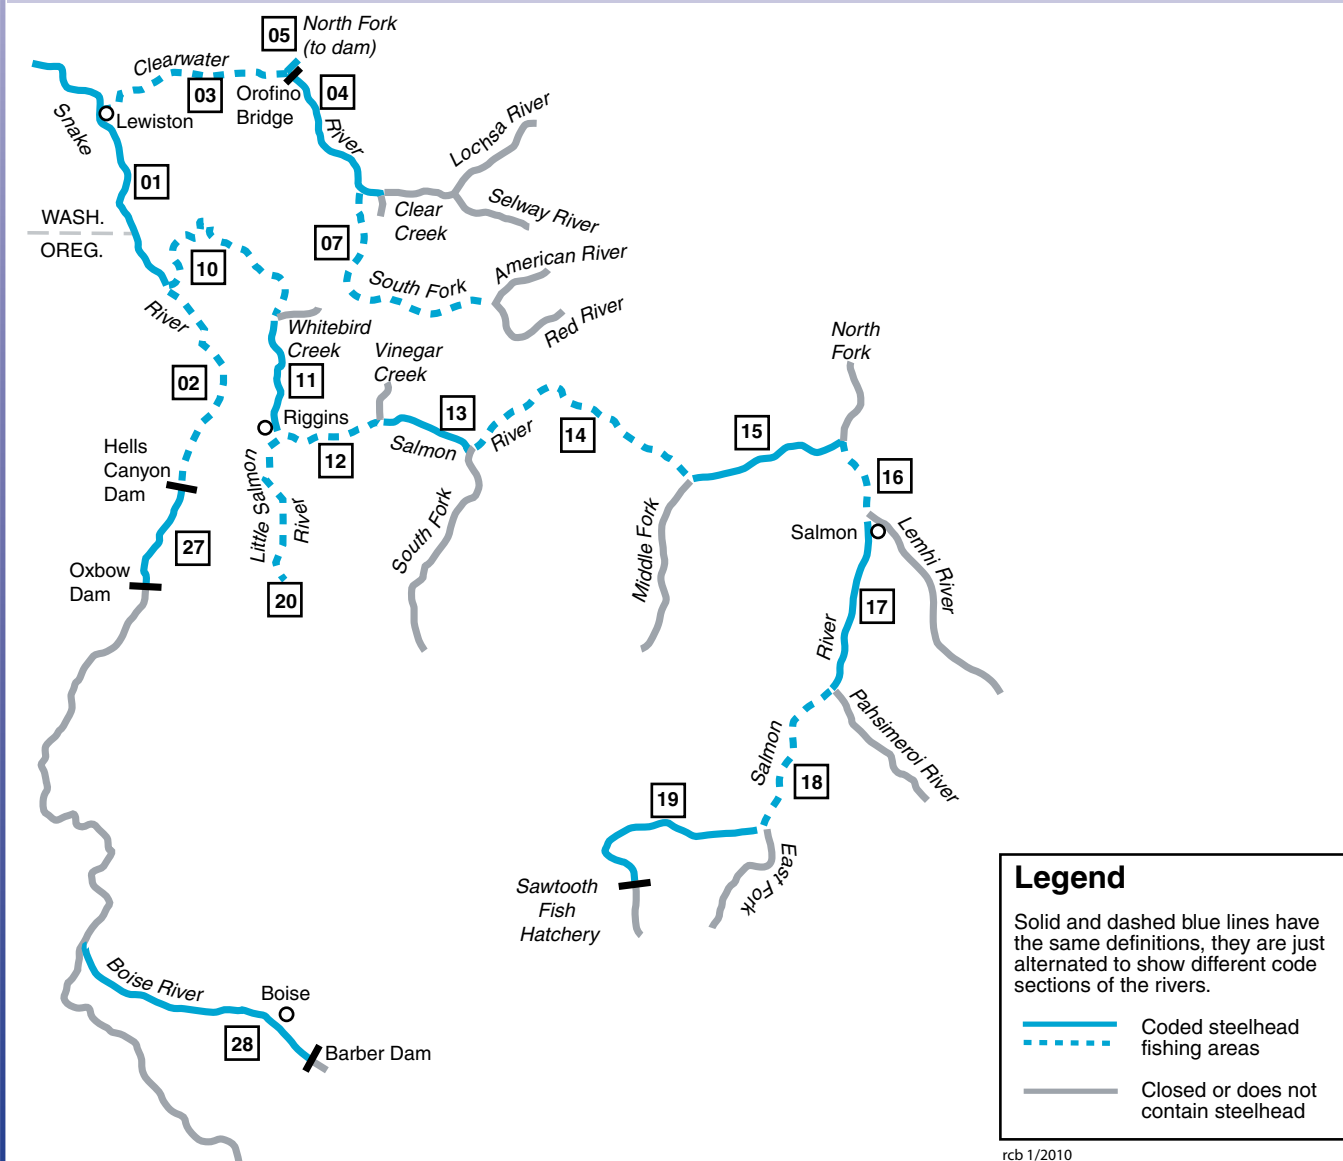 05
North Fork
(to dam)
Clearwater
03
Orofino
Bridge
04
River
Snake
Lewiston
Lochsa River
Selway River
Clear
Creek
01
WASH.
OREG.
07
10
American River
South Fork
Red River
River
Whitebird
Creek
Vinegar
Creek
North
Fork
02
11
Riggins
13
Salmon
River
14
15
12
16
Hells
Canyon
Dam
Little Salmon
River
South Fork
Middle Fork
Salmon
Lemhi River
27
Oxbow
Dam
20
17
River
Pahsimeroi River
Salmon
18
19
East Fork
Sawtooth
Fish
Hatchery
Boise River
Boise
28
Barber Dam
Legend
Solid and dashed blue lines have
the same definitions, they are just
alternated to show different code
sections of the rivers.
Coded steelhead
fishing areas
Closed or does not
contain steelhead
rcb 1/2010